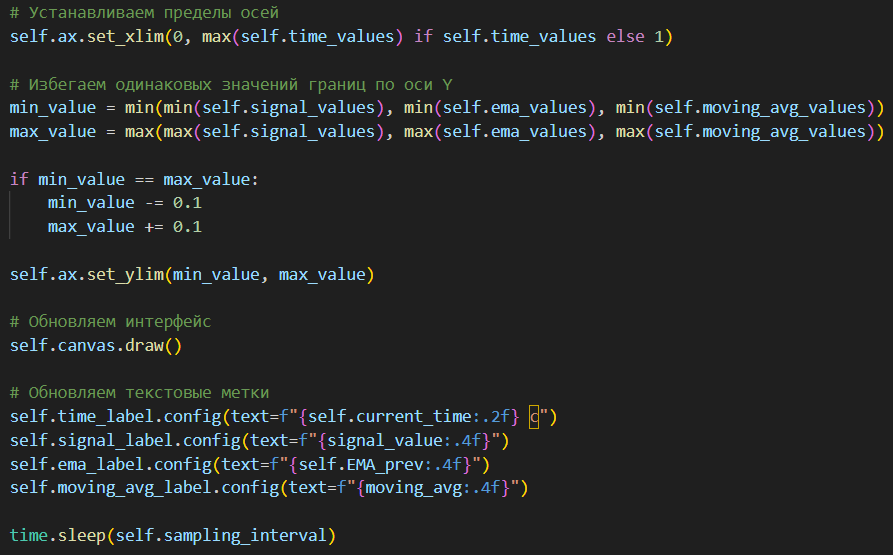 # Устанавливаем пределы осей
self.ax.set_xlim(0, max(self.time_values) if self.time_values else 1)
# Избегаем одинаковых значений границ по оси Y
min_value = min(min(self.signal_values), min(self.ema_values), min(self.moving_avg_values))
max_value = max(max(self.signal_values), max(self.ema_values), max(self.moving_avg_values))
if min_value == max_value:
    min_value -= 0.1
    max_value += 0.1
self.ax.set_ylim(min_value, max_value)
# Обновляем интерфейс
self.canvas.draw()
# Обновляем текстовые метки
self.time_label.config(text=f"{self.current_time:.2f} с")
self.signal_label.config(text=f"{signal_value:.4f}")
self.ema_label.config(text=f"{self.EMA_prev:.4f}")
self.moving_avg_label.config(text=f"{moving_avg:.4f}")
time.sleep(self.sampling_interval)